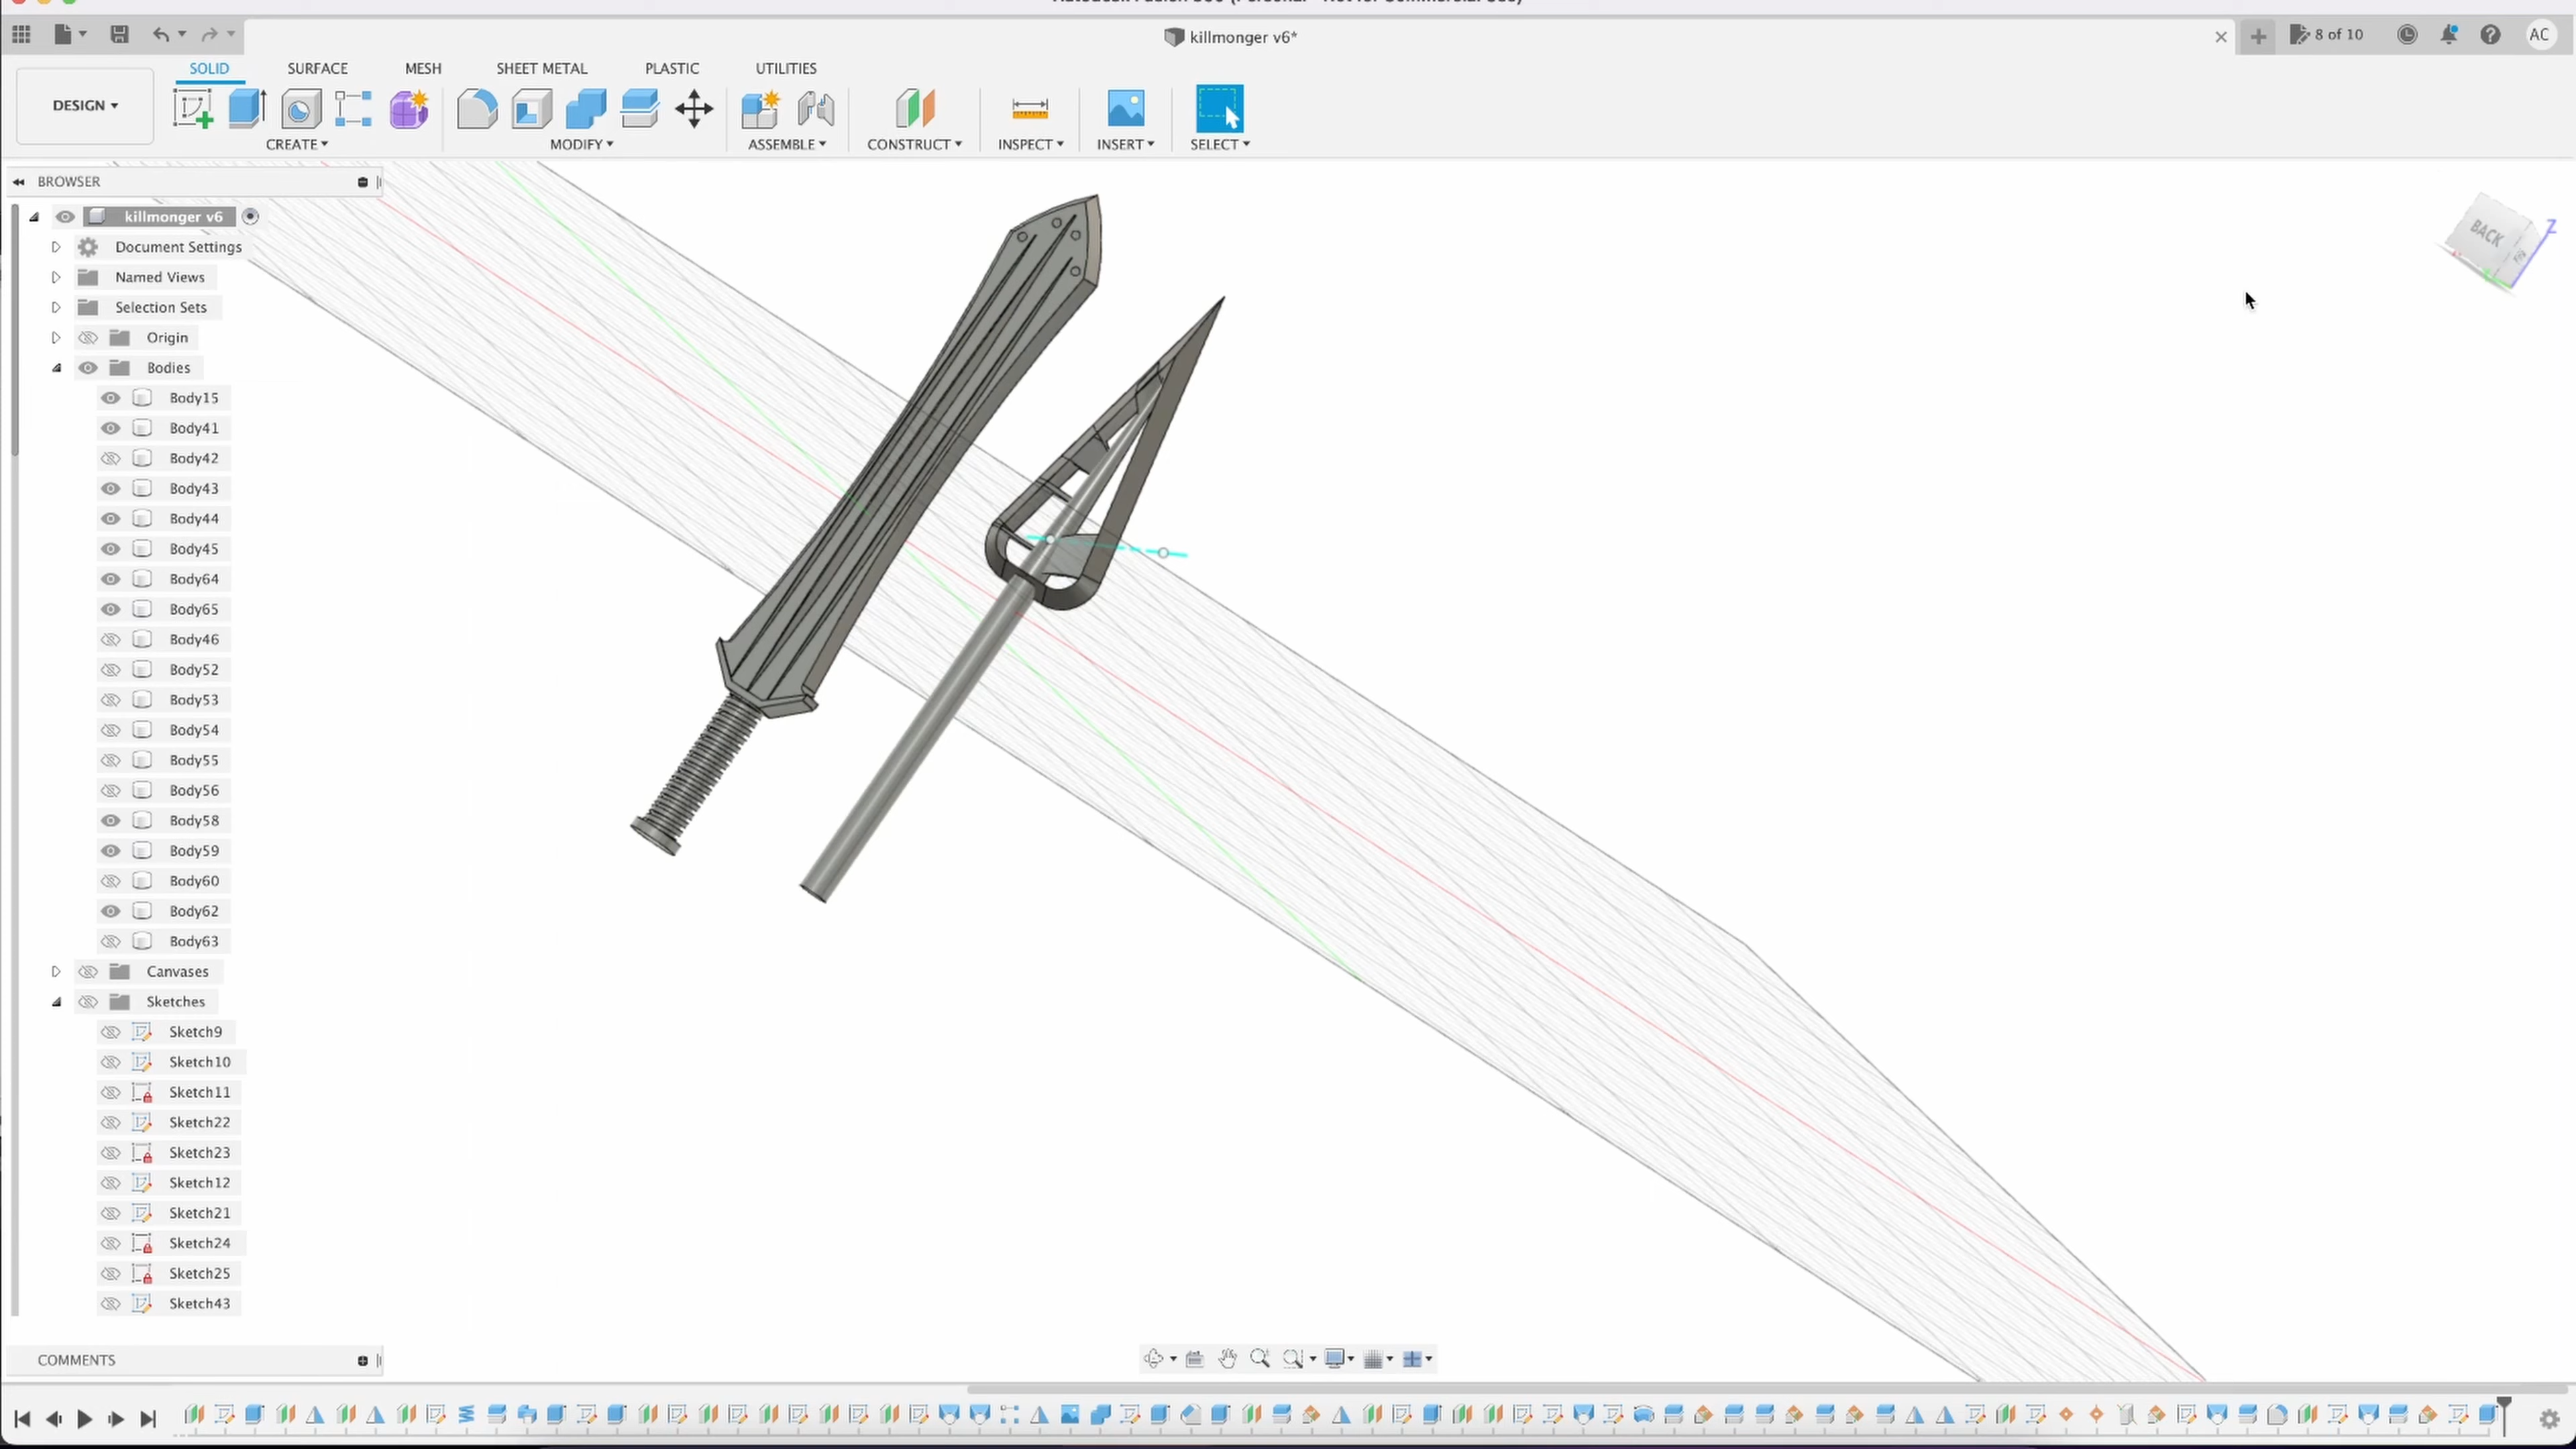 killmonger v6*
8 of 10
AC
SOLID SURFACE MESH SHEET METAL PLASTIC UTILITIES
DESIGN
CREATE MODIFY ASSEMBLE CONSTRUCT INSPECT INSERT SELECT
BROWSER
killmonger v6
Document Settings
Named Views
Selection Sets
Origin
Bodies
Body15
Body41
Body42
Body43
Body44
Body45
Body64
Body65
Body46
Body52
Body53
Body54
Body55
Body56
Body58
Body59
Body60
Body62
Body63
Canvases
Sketches
Sketch9
Sketch10
Sketch11
Sketch22
Sketch23
Sketch12
Sketch21
Sketch24
Sketch25
Sketch43
BACK
Z
COMMENTS